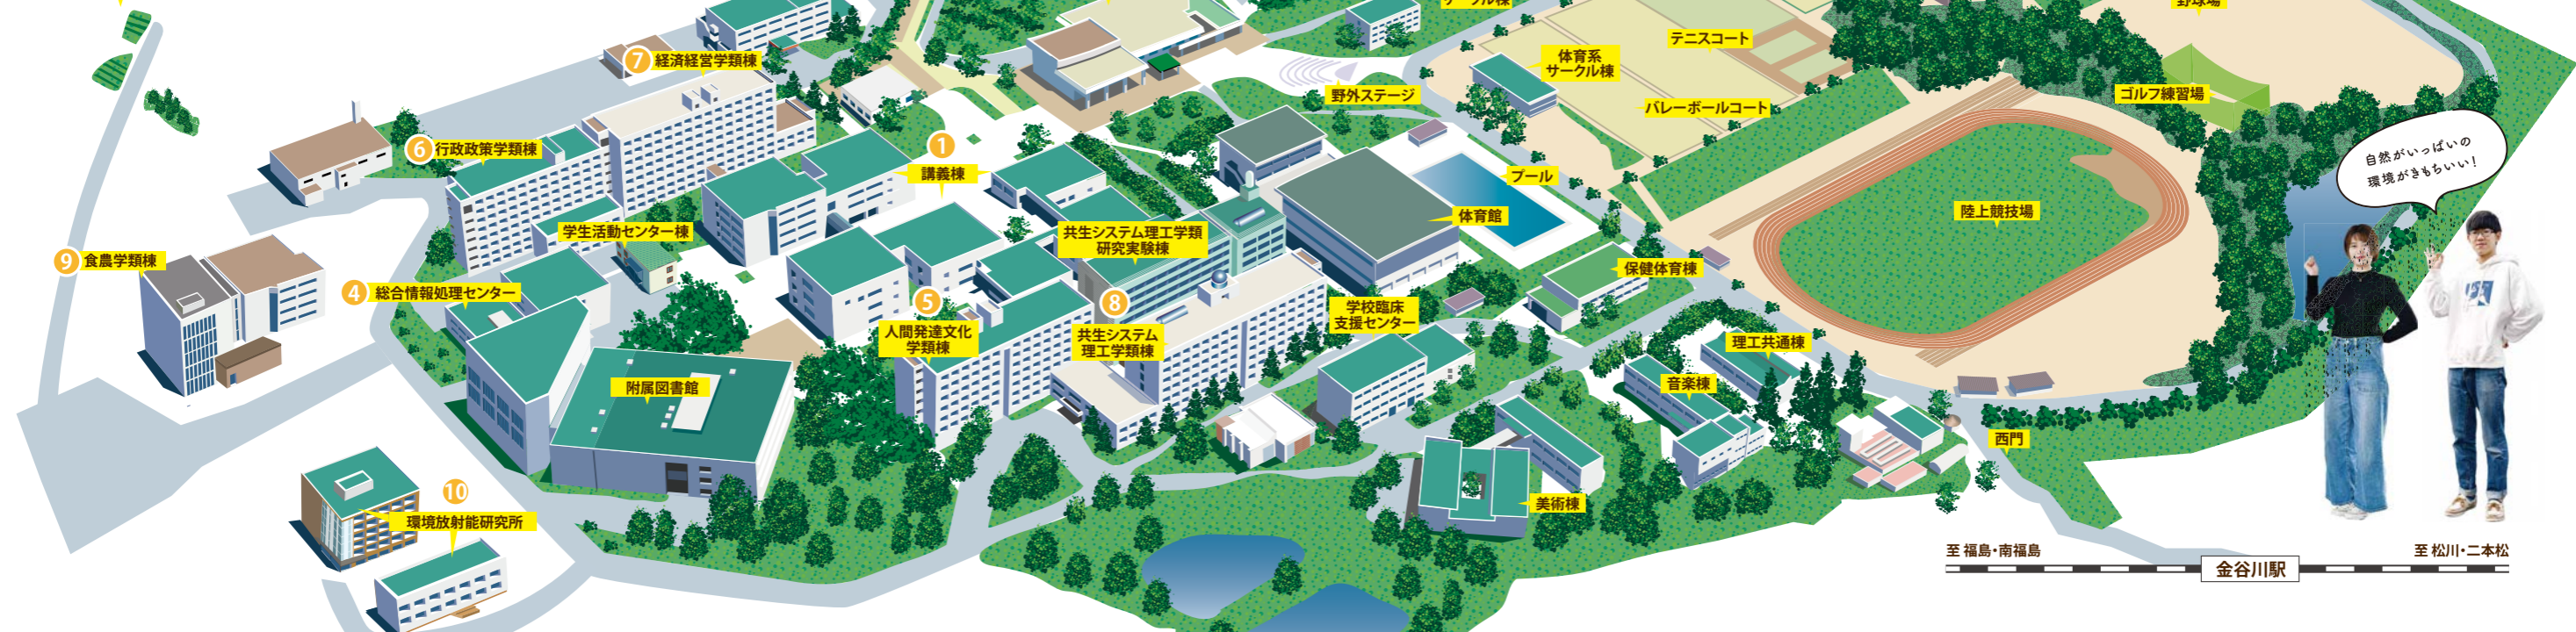 サークル棟
野球場
テニスコート
体育系
サークル棟
7 経済経営学類棟
野外ステージ
バレーボールコート
ゴルフ練習場
自然がいっぱいの
環境がきもちいい!
6 行政政策学類棟
1
講義棟
プール
体育館
陸上競技場
学生活動センター棟
共生システム理工学類
研究実験棟
9 食農学類棟
保健体育棟
4 総合情報処理センター
5
人間発達文化
学類棟
8
共生システム
理工学類棟
学校臨床
支援センター
理工共通棟
附属図書館
音楽棟
西門
10
環境放射能研究所
美術棟
至 福島・南福島
至 松川・二本松
金谷川駅